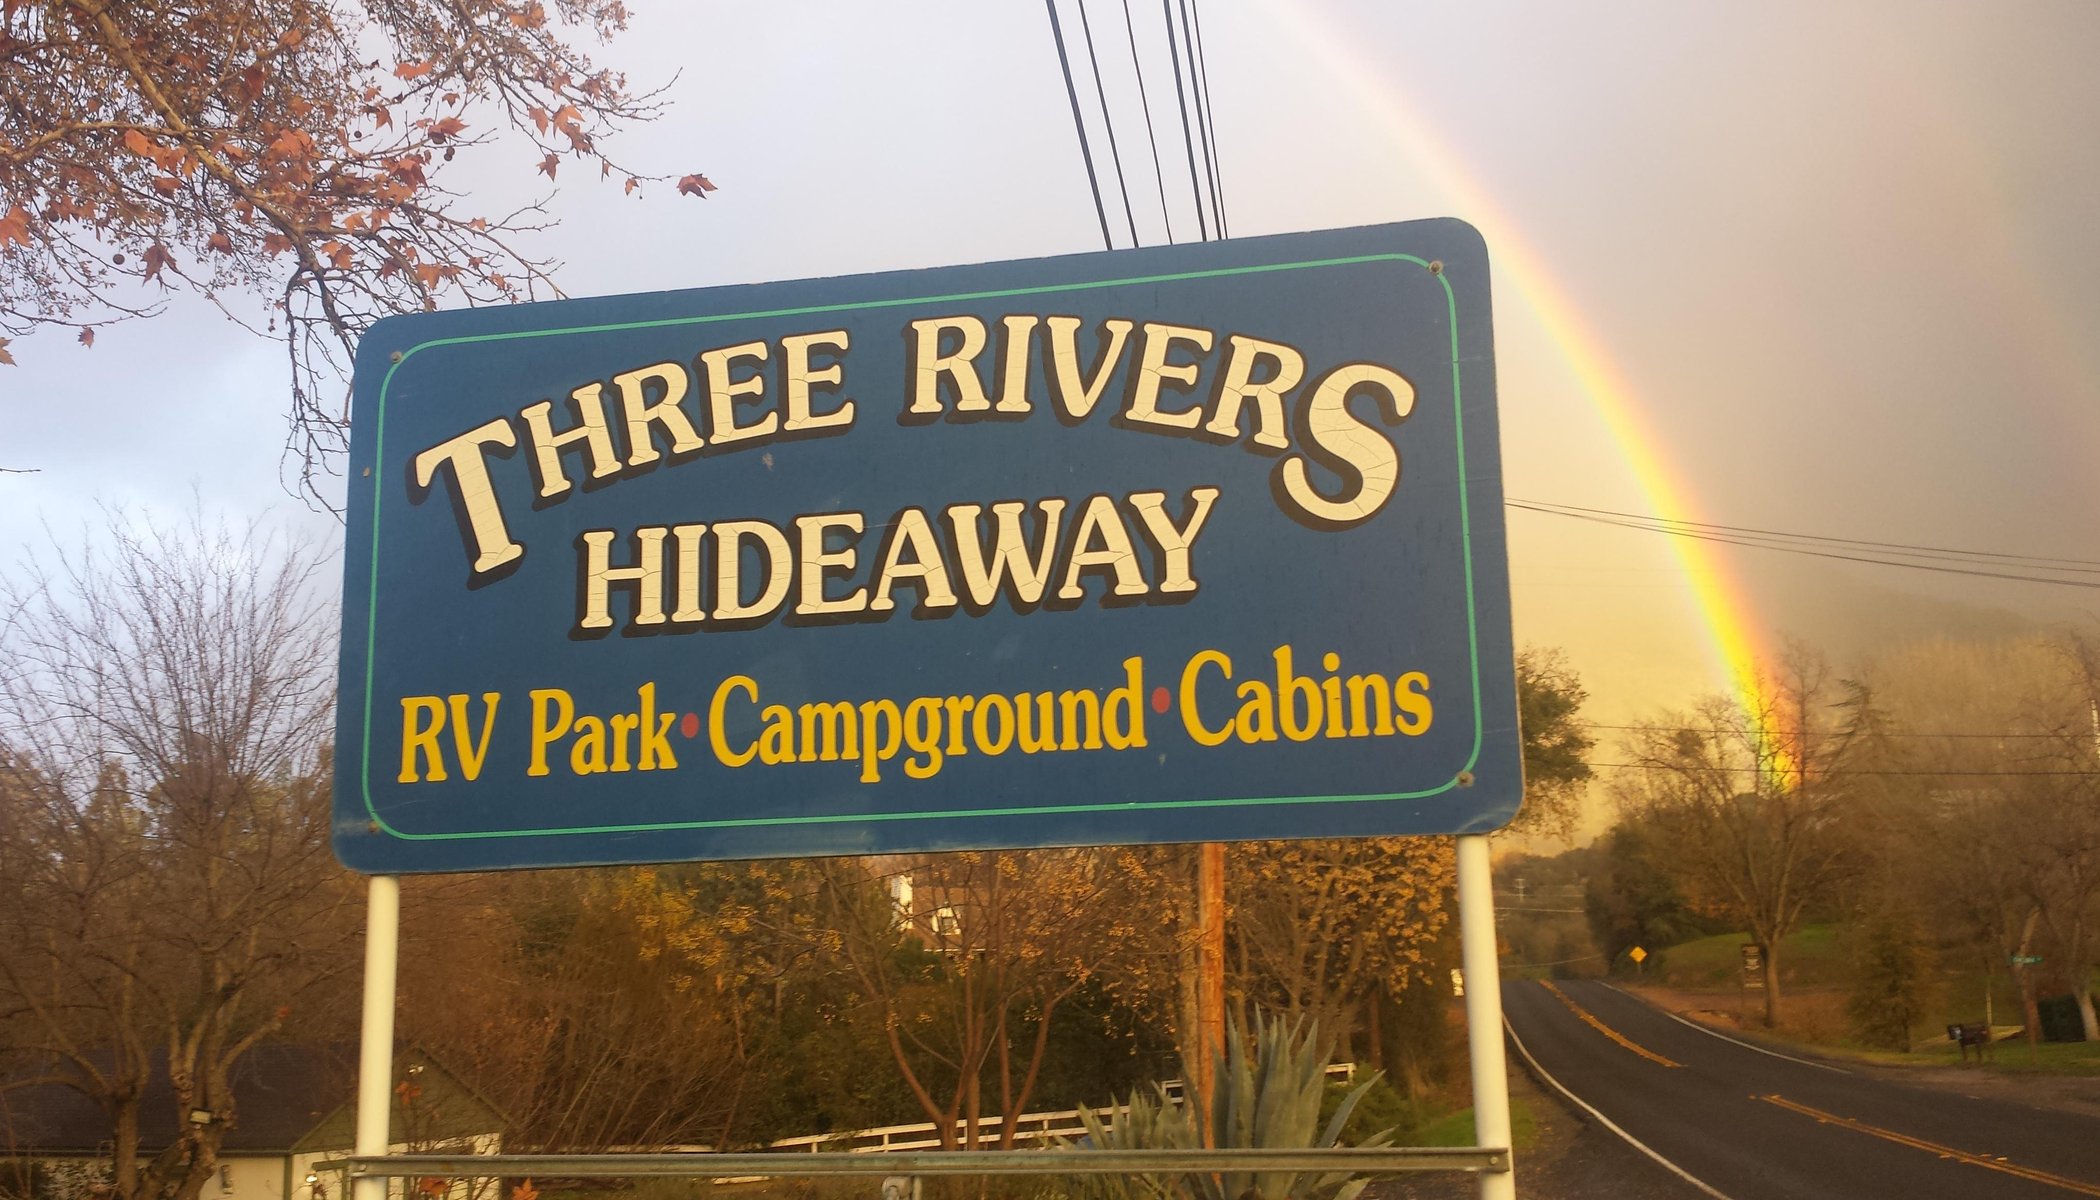 THREE RIVERS
HIDEAWAY
RV Park • Campground • Cabins